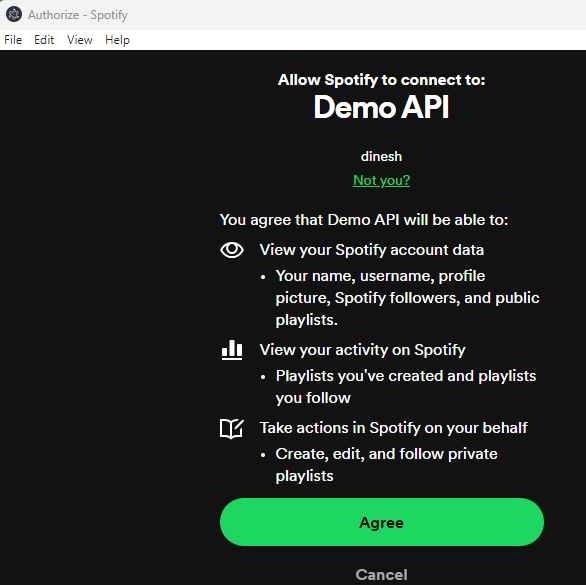 Authorize - Spotify
File Edit View Help
Allow Spotify to connect to:
Demo API
dinesh
Not you?
You agree that Demo API will be able to:
View your Spotify account data
• Your name, username, profile
picture, Spotify followers, and public
playlists.
View your activity on Spotify
• Playlists you've created and playlists
you follow
Take actions in Spotify on your behalf
• Create, edit, and follow private
playlists
Agree
Cancel